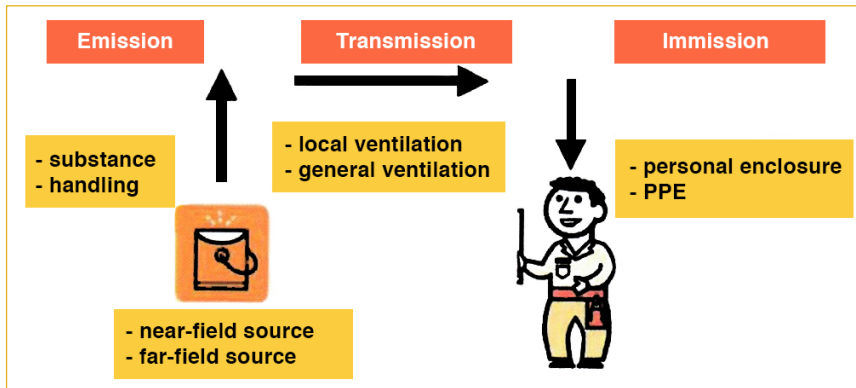 Emission
Transmission
Immission
- substance
- handling
- local ventilation
- general ventilation
- personal enclosure
- PPE
- near-field source
- far-field source